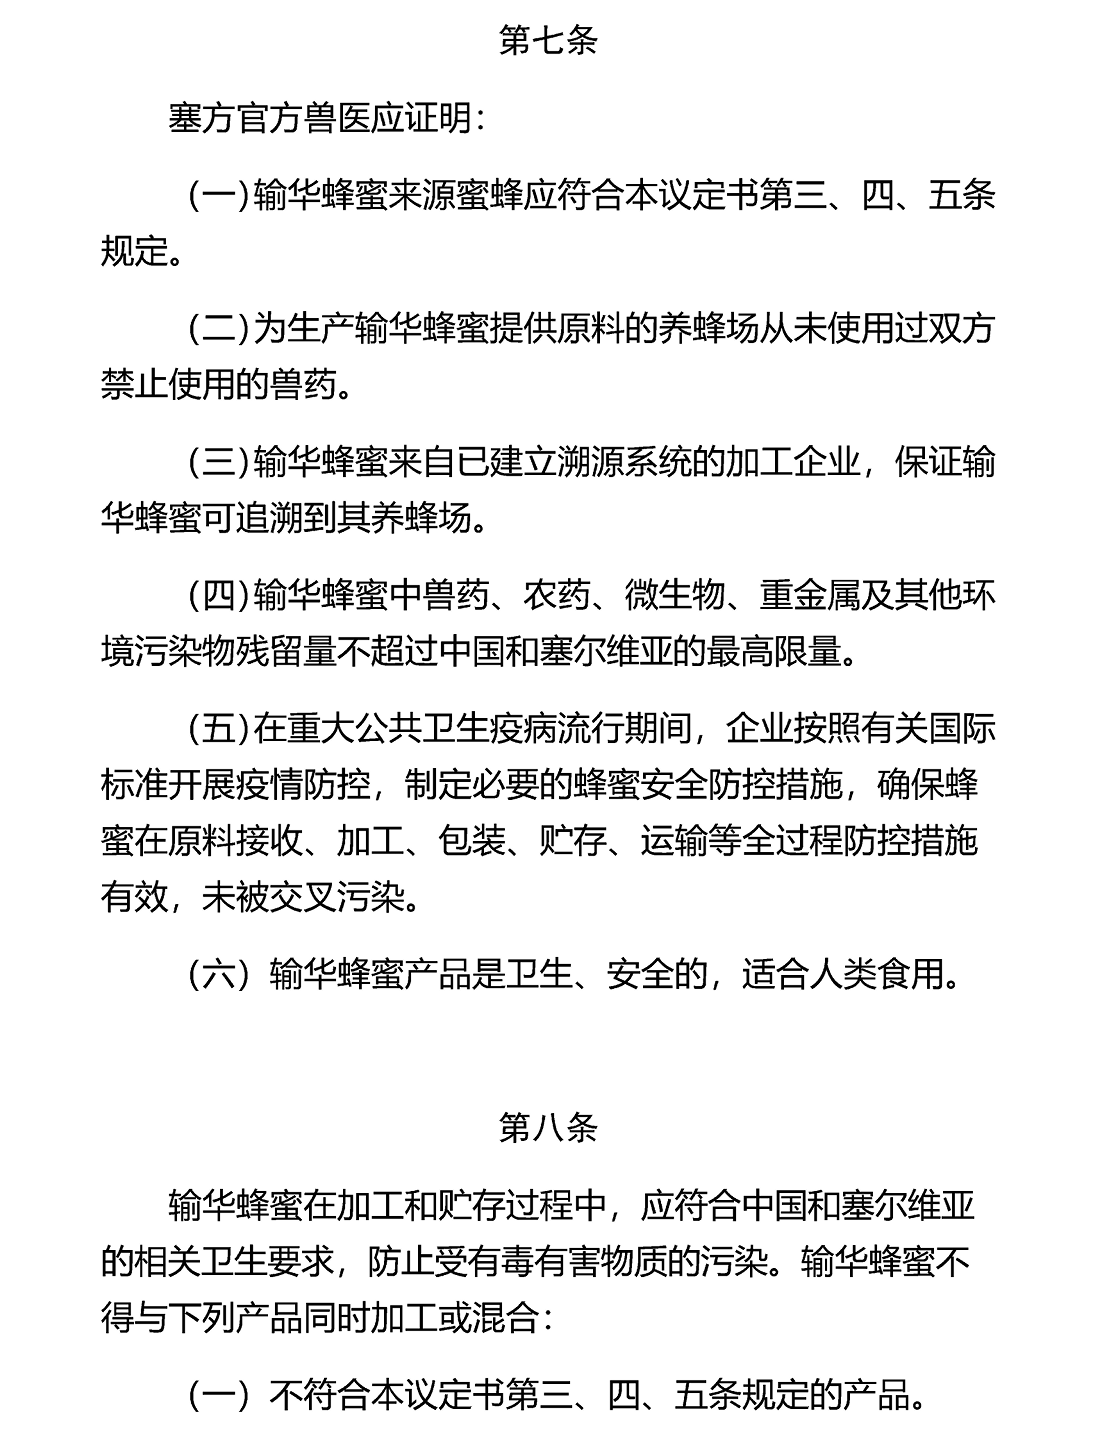 第七条
塞方官方兽医应证明：
（一）输华蜂蜜来源蜜蜂应符合本议定书第三、四、五条
规定。
（二）为生产输华蜂蜜提供原料的养蜂场从未使用过双方
禁止使用的兽药。
（三）输华蜂蜜来自已建立溯源系统的加工企业，保证输
华蜂蜜可追溯到其养蜂场。
（四）输华蜂蜜中兽药、农药、微生物、重金属及其他环
境污染物残留量不超过中国和塞尔维亚的最高限量。
（五）在重大公共卫生疫病流行期间，企业按照有关国际
标准开展疫情防控，制定必要的蜂蜜安全防控措施，确保蜂
蜜在原料接收、加工、包装、贮存、运输等全过程防控措施
有效，未被交叉污染。
（六）输华蜂蜜产品是卫生、安全的，适合人类食用。
第八条
输华蜂蜜在加工和贮存过程中，应符合中国和塞尔维亚
的相关卫生要求，防止受有毒有害物质的污染。输华蜂蜜不
得与下列产品同时加工或混合：
（一）不符合本议定书第三、四、五条规定的产品。